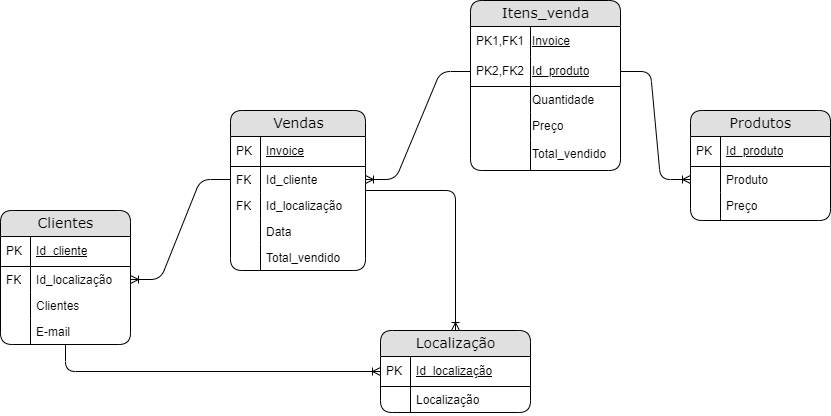 Itens_venda
PK1,FK1 Invoice
PK2,FK2 Id_produto
Quantidade
Preço
Total_vendido
Vendas
PK Invoice
FK Id_cliente
FK Id_localização
Data
Total_vendido
Produtos
PK Id_produto
Produto
Preço
Clientes
PK Id_cliente
FK Id_localização
Clientes
E-mail
Localização
PK Id_localização
Localização